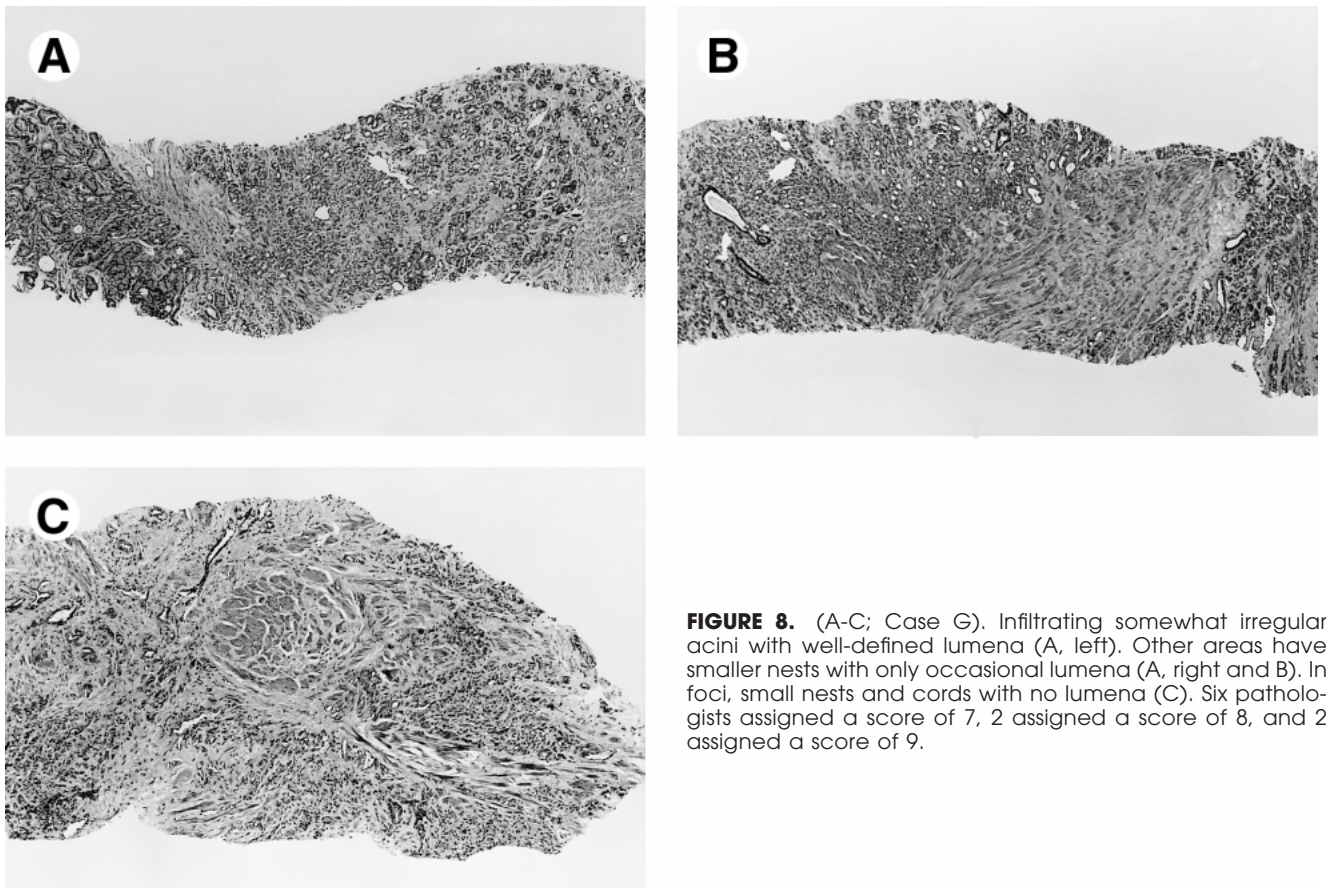 A
B
C
FIGURE 8. (A-C; Case G). Infiltrating somewhat irregular
acini with well-defined lumena (A, left). Other areas have
smaller nests with only occasional lumena (A, right and B). In
foci, small nests and cords with no lumena (C). Six patholo-
gists assigned a score of 7, 2 assigned a score of 8, and 2
assigned a score of 9.